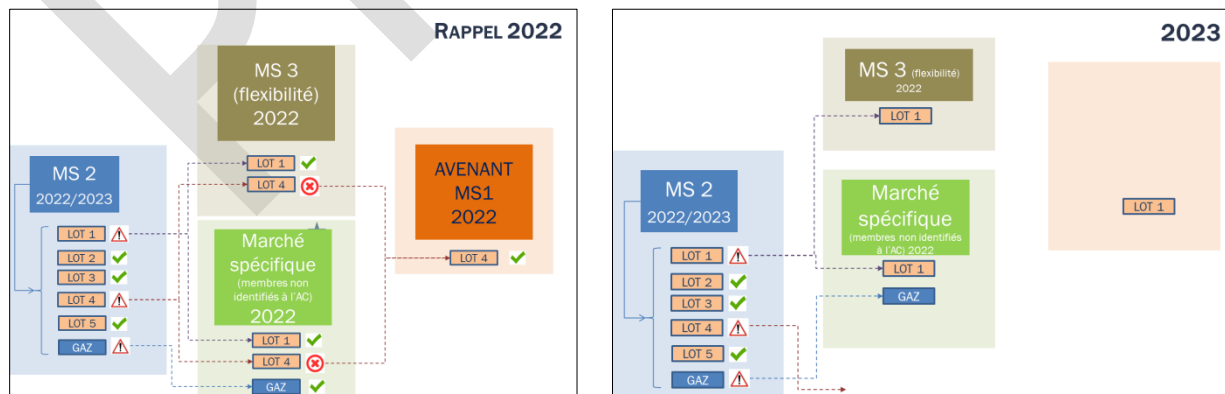 RAPPEL 2022
MS 3
(flexibilité)
2022
LOT 1
LOT 4
MS 2
2022/2023
LOT 1
LOT 2
LOT 3
LOT 4
LOT 5
GAZ
Marché
spécifique
(membres non
identifiés à l'AC)
2022
LOT 1
LOT 4
GAZ
AVENANT
MS1
2022
LOT 4
2023
MS 3 (flexibilité)
2022
LOT 1
MS 2
2022/2023
LOT 1
LOT 2
LOT 3
LOT 4
LOT 5
GAZ
Marché
spécifique
(membres non identifiés
à l'AC) 2022
LOT 1
GAZ
LOT 1